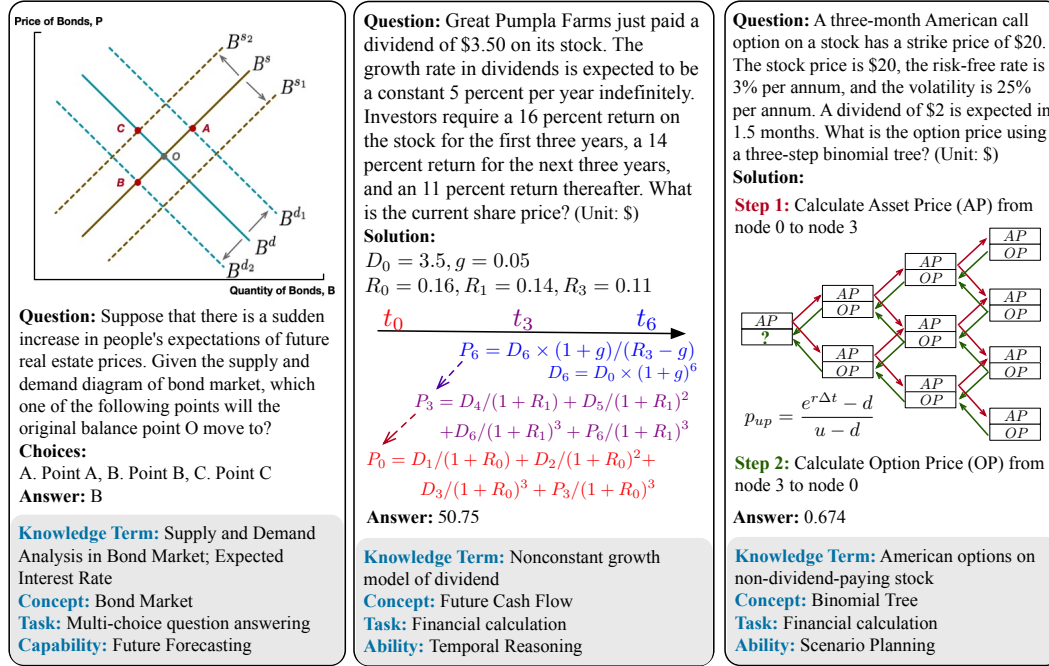 Price of Bonds, P
B^{s_2}
B^s
B^{s_1}
C
A
O
B
B^{d_1}
B^d
B^{d_2}
Quantity of Bonds, B
Question: Suppose that there is a sudden
increase in people's expectations of future
real estate prices. Given the supply and
demand diagram of bond market, which
one of the following points will the
original balance point O move to?
Choices:
A. Point A, B. Point B, C. Point C
Answer: B
Knowledge Term: Supply and Demand
Analysis in Bond Market; Expected
Interest Rate
Concept: Bond Market
Task: Multi-choice question answering
Capability: Future Forecasting
Question: Great Pumpla Farms just paid a
dividend of $3.50 on its stock. The
growth rate in dividends is expected to be
a constant 5 percent per year indefinitely.
Investors require a 16 percent return on
the stock for the first three years, a 14
percent return for the next three years,
and an 11 percent return thereafter. What
is the current share price? (Unit: $)
Solution:
D_0 = 3.5, g = 0.05
R_0 = 0.16, R_1 = 0.14, R_3 = 0.11
t_0 t_3 t_6
P_6 = D_6 × (1 + g)/(R_3 − g)
D_6 = D_0 × (1 + g)^6
P_3 = D_4/(1 + R_1) + D_5/(1 + R_1)^2
+D_6/(1 + R_1)^3 + P_6/(1 + R_1)^3
P_0 = D_1/(1 + R_0) + D_2/(1 + R_0)^2+
D_3/(1 + R_0)^3 + P_3/(1 + R_0)^3
Answer: 50.75
Knowledge Term: Nonconstant growth
model of dividend
Concept: Future Cash Flow
Task: Financial calculation
Ability: Temporal Reasoning
Question: A three-month American call
option on a stock has a strike price of $20.
The stock price is $20, the risk-free rate is
3% per annum, and the volatility is 25%
per annum. A dividend of $2 is expected in
1.5 months. What is the option price using
a three-step binomial tree? (Unit: $)
Solution:
Step 1: Calculate Asset Price (AP) from
node 0 to node 3
AP
OP
AP
OP
AP
OP
AP
OP
AP
?
AP
OP
AP
OP
AP
OP
AP
OP
AP
OP
p_{up} = \frac{e^{rΔt} − d}{u − d}
Step 2: Calculate Option Price (OP) from
node 3 to node 0
Answer: 0.674
Knowledge Term: American options on
non-dividend-paying stock
Concept: Binomial Tree
Task: Financial calculation
Ability: Scenario Planning